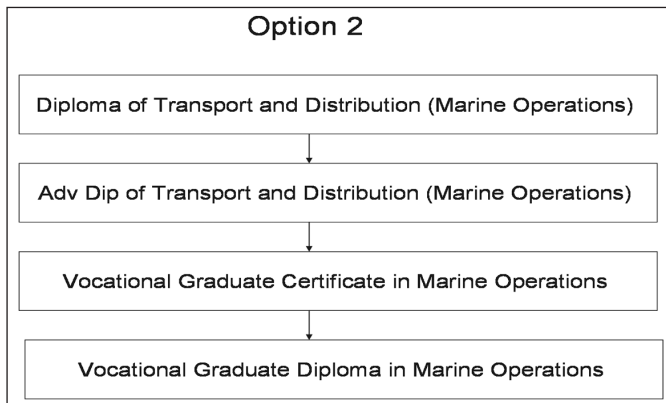 Option 2
Diploma of Transport and Distribution (Marine Operations)
Adv Dip of Transport and Distribution (Marine Operations)
Vocational Graduate Certificate in Marine Operations
Vocational Graduate Diploma in Marine Operations